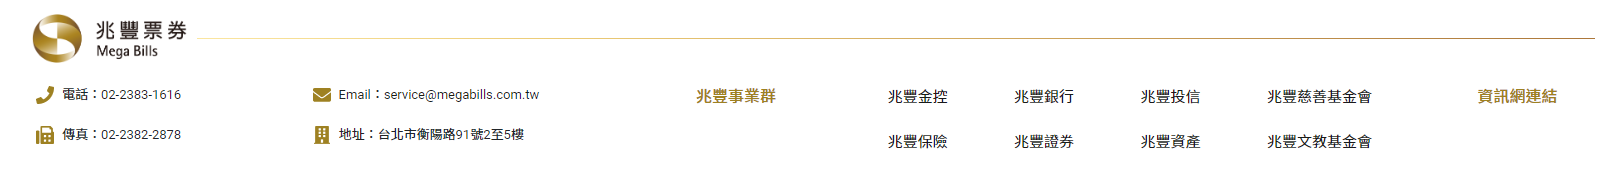 兆豐票券
Mega Bills
電話：02-2383-1616
Email：service@megabills.com.tw
傳真：02-2382-2878
地址：台北市衡陽路91號2至5樓
兆豐事業群
兆豐金控 兆豐銀行 兆豐投信 兆豐慈善基金會
兆豐保險 兆豐證券 兆豐資產 兆豐文教基金會
資訊網連結